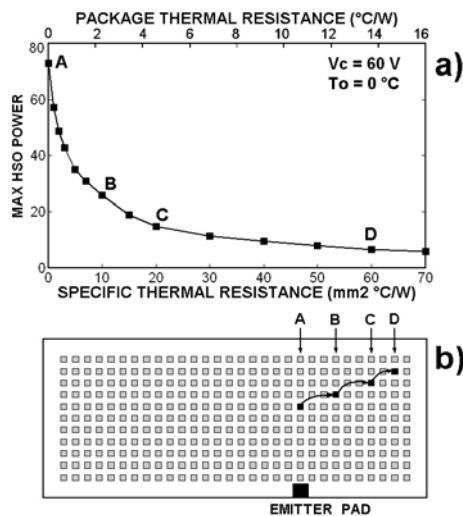 PACKAGE THERMAL RESISTANCE (°C/W)
0 2 4 6 8 10 12 14 16
80
60
40
20
0
MAX HSO POWER
A
B
C
D
Vc = 60 V
To = 0 °C
a)
0 10 20 30 40 50 60 70
SPECIFIC THERMAL RESISTANCE (mm2 °C/W)
A B C D
b)
EMITTER PAD